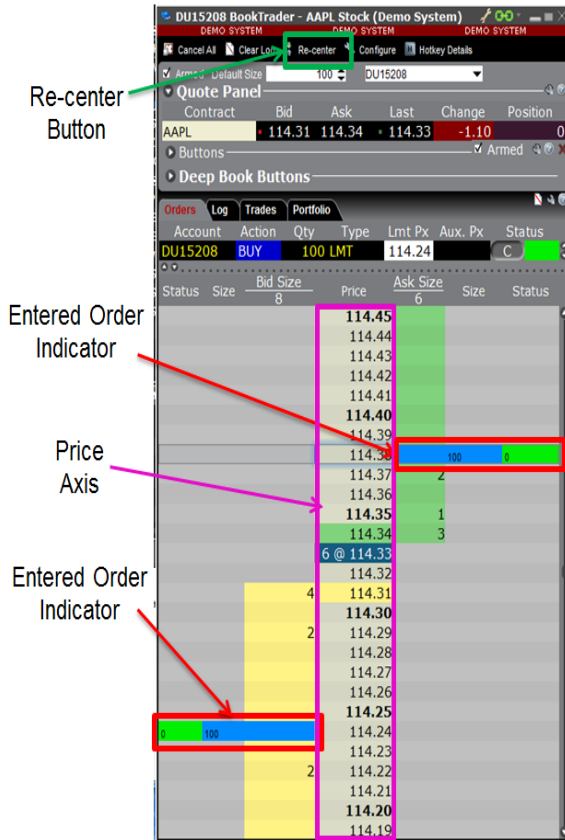 DU15208 BookTrader - AAPL Stock (Demo System)
DEMO SYSTEM DEMO SYSTEM DEMO SYSTEM
Cancel All Clear Re-center Configure Hotkey Details
Armed Default Size 100 DU15208
Quote Panel
Contract Bid Ask Last Change Position
AAPL 114.31 114.34 114.33 -1.10 0
Buttons Armed
Deep Book Buttons
Orders Log Trades Portfolio
Account Action Qty Type Lmt Px Aux. Px Status
DU15208 BUY 100 LMT 114.24 C
Status Size Bid Size Price Ask Size Size Status
8 6
114.45
114.44
114.43
114.42
114.41
114.40
114.39
114.38 100 0
114.37 2
114.36
114.35 1
114.34 3
6 @ 114.33
114.32
4 114.31
114.30
2 114.29
114.28
114.27
114.26
114.25
0 100 114.24
114.23
2 114.22
114.21
114.20
114.19
Re-center
Button
Entered Order
Indicator
Price
Axis
Entered Order
Indicator